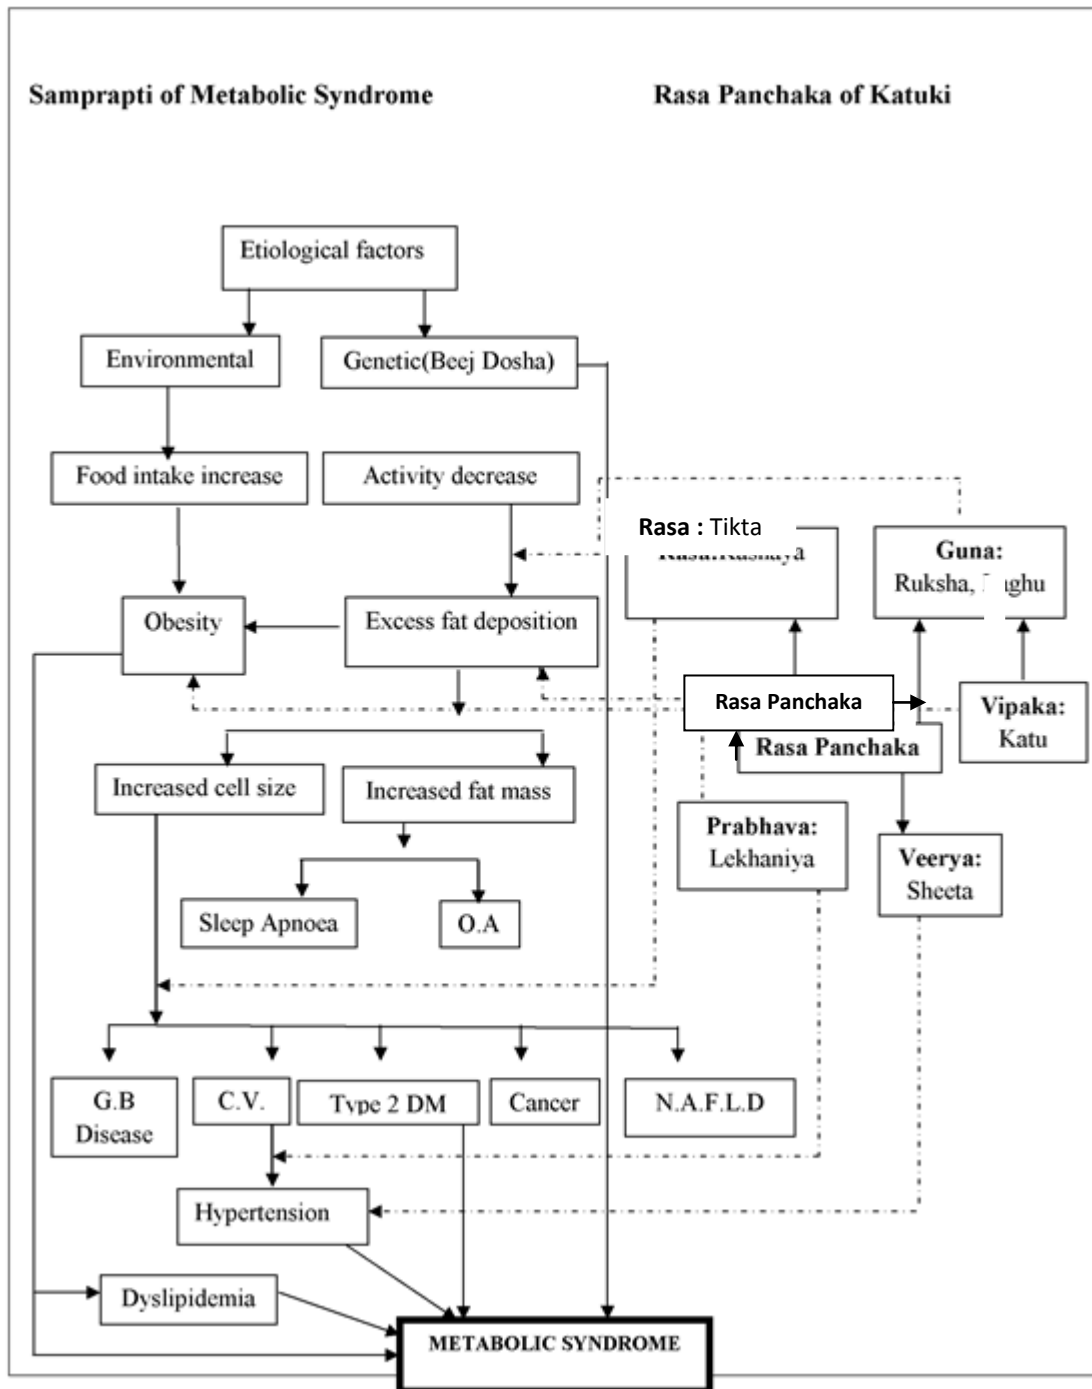 Samprapti of Metabolic Syndrome
Rasa Panchaka of Katuki
Etiological factors
Environmental
Genetic(Beej Dosha)
Food intake increase
Activity decrease
Rasa : Tikta
Guna:
Ruksha,
Obesity
Excess fat deposition
Rasa Panchaka
Rasa Panchaka
Vipaka:
Katu
Increased cell size
Increased fat mass
Prabhava:
Lekhaniya
Veerya:
Sheeta
Sleep Apnoea
O.A
G.B
Disease
C.V.
Type 2 DM
Cancer
N.A.F.L.D
Hypertension
Dyslipidemia
METABOLIC SYNDROME